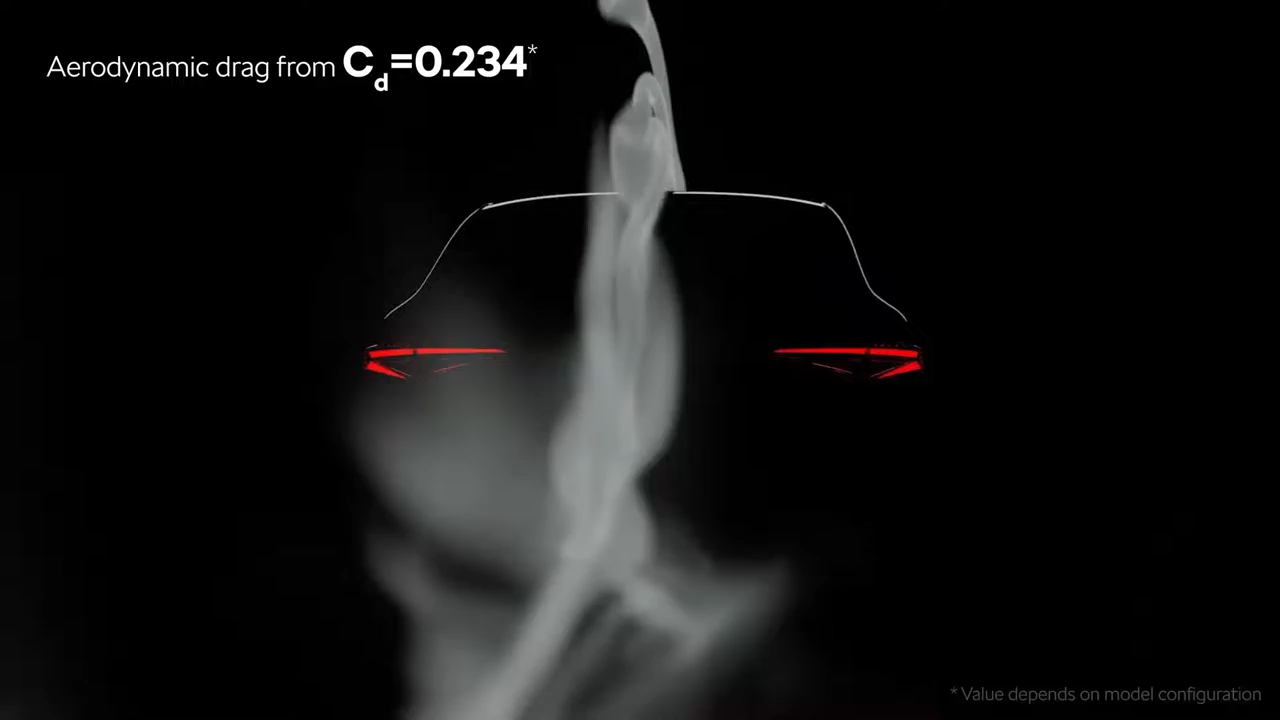 Aerodynamic drag from Cd=0.234*
* Value depends on model configuration